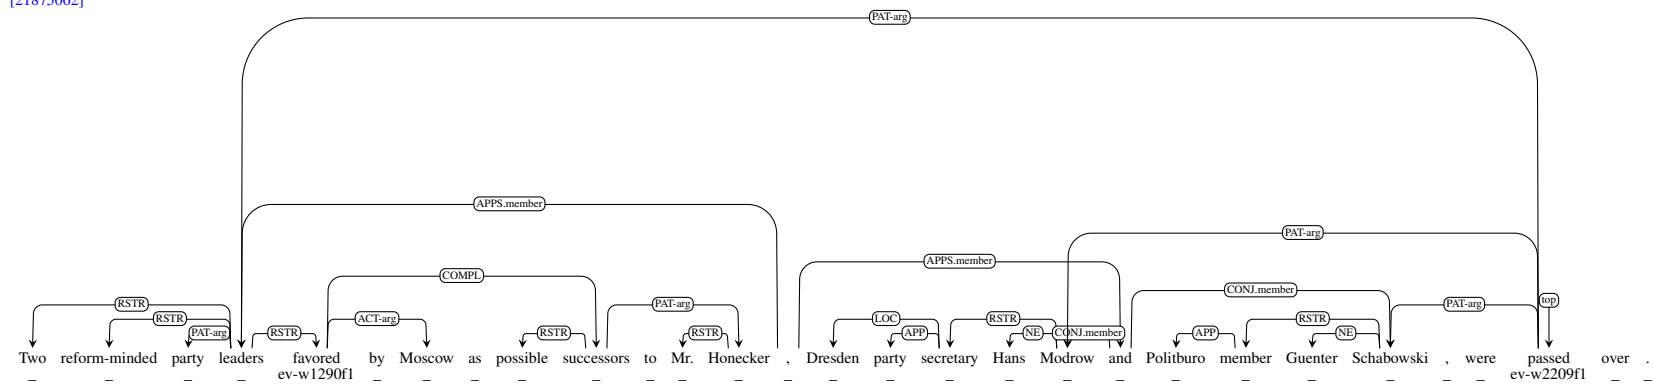 [21875062]
PAT-arg
APPS.member
PAT-arg
APPS.member
COMPL
CONJ.member
RSTR PAT-arg PAT-arg top
RSTR ACT-arg LOC RSTR RSTR
PAT-arg RSTR RSTR RSTR APP NE CONJ.member APP NE
Two reform-minded party leaders favored by Moscow as possible successors to Mr. Honecker , Dresden party secretary Hans Modrow and Politburo member Guenter Schabowski , were passed over .
_ _ _ _ ev-w1290f1 _ _ _ _ _ _ _ _ _ _ _ _ _ _ _ _ _ _ _ _ _ ev-w2209f1 _ _